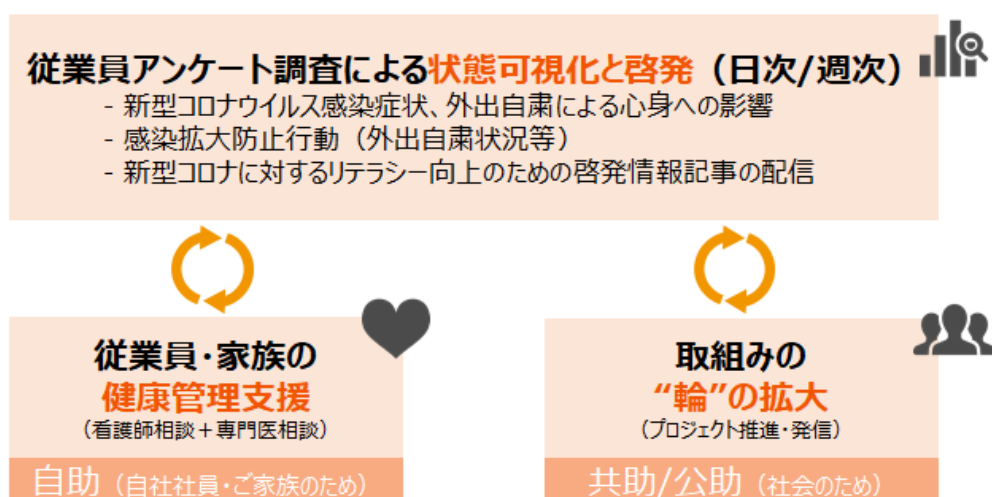 従業員アンケート調査による状態可視化と啓発（日次/週次）
- 新型コロナウイルス感染症状、外出自粛による心身への影響
- 感染拡大防止行動（外出自粛状況等）
- 新型コロナに対するリテラシー向上のための啓発情報記事の配信
従業員・家族の
健康管理支援
（看護師相談＋専門医相談）
自助（自社社員・ご家族のため）
取組みの
“輪”の拡大
（プロジェクト推進・発信）
共助/公助（社会のため）